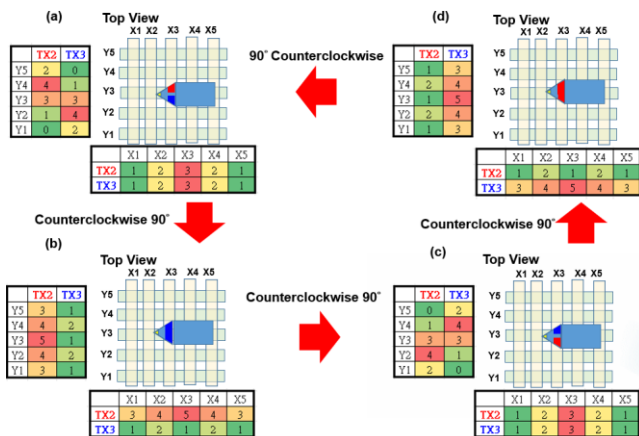 (a)
Top View
X1 X2 X3 X4 X5
TX2 TX3
Y5 2 0
Y4 4 1
Y3 3 3
Y2 1 4
Y1 0 2
Y5
Y4
Y3
Y2
Y1
X1 X2 X3 X4 X5
TX2 1 2 3 2 1
TX3 1 2 3 2 1
90° Counterclockwise
(d)
Top View
X1 X2 X3 X4 X5
TX2 TX3
Y5 1 3
Y4 2 4
Y3 1 5
Y2 2 4
Y1 1 3
Y5
Y4
Y3
Y2
Y1
X1 X2 X3 X4 X5
TX2 1 2 1 2 1
TX3 3 4 5 4 3
Counterclockwise 90°
Counterclockwise 90°
(b)
Top View
X1 X2 X3 X4 X5
TX2 TX3
Y5 3 1
Y4 4 2
Y3 5 1
Y2 4 2
Y1 3 1
Y5
Y4
Y3
Y2
Y1
X1 X2 X3 X4 X5
TX2 3 4 5 4 3
TX3 1 2 1 2 1
Counterclockwise 90°
(c)
Top View
X1 X2 X3 X4 X5
TX2 TX3
Y5 0 2
Y4 1 4
Y3 3 3
Y2 4 1
Y1 2 0
Y5
Y4
Y3
Y2
Y1
X1 X2 X3 X4 X5
TX2 1 2 3 2 1
TX3 1 2 3 2 1